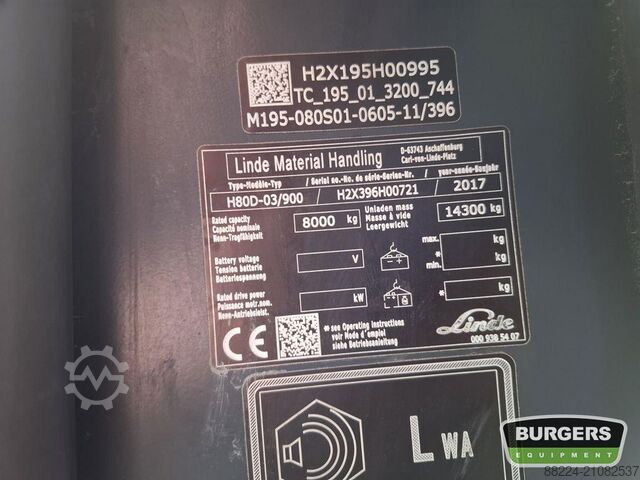 H2X195H00995
TC_195_01_3200_744
M195-080S01-0605-11/396
Linde Material Handling
D-63743 Aschaffenburg
Carl-von-Linde-Platz
Type-Modèle-Typ / Serial no.-No. de série-Serien-Nr. / year-année-Baujahr
H80D-03/900 / H2X396H00721 / 2017
Rated capacity
Capacité nominale
Nenn-Tragfähigkeit
8000 kg
Unladen mass
Masse à vide
Leergewicht
14300 kg
Battery voltage
Tension batterie
Batteriespannung
V
max. kg
*
min. kg
Rated drive power
Puissance motor.nom.
Nenn-Antriebsleist.
kW
* kg
CE
* see Operating instructions
voir Mode d'emploi
siehe Betriebsanleitung
Linde
000 938 54 07
LWA
BURGERS
EQUIPMENT
88224-21082537